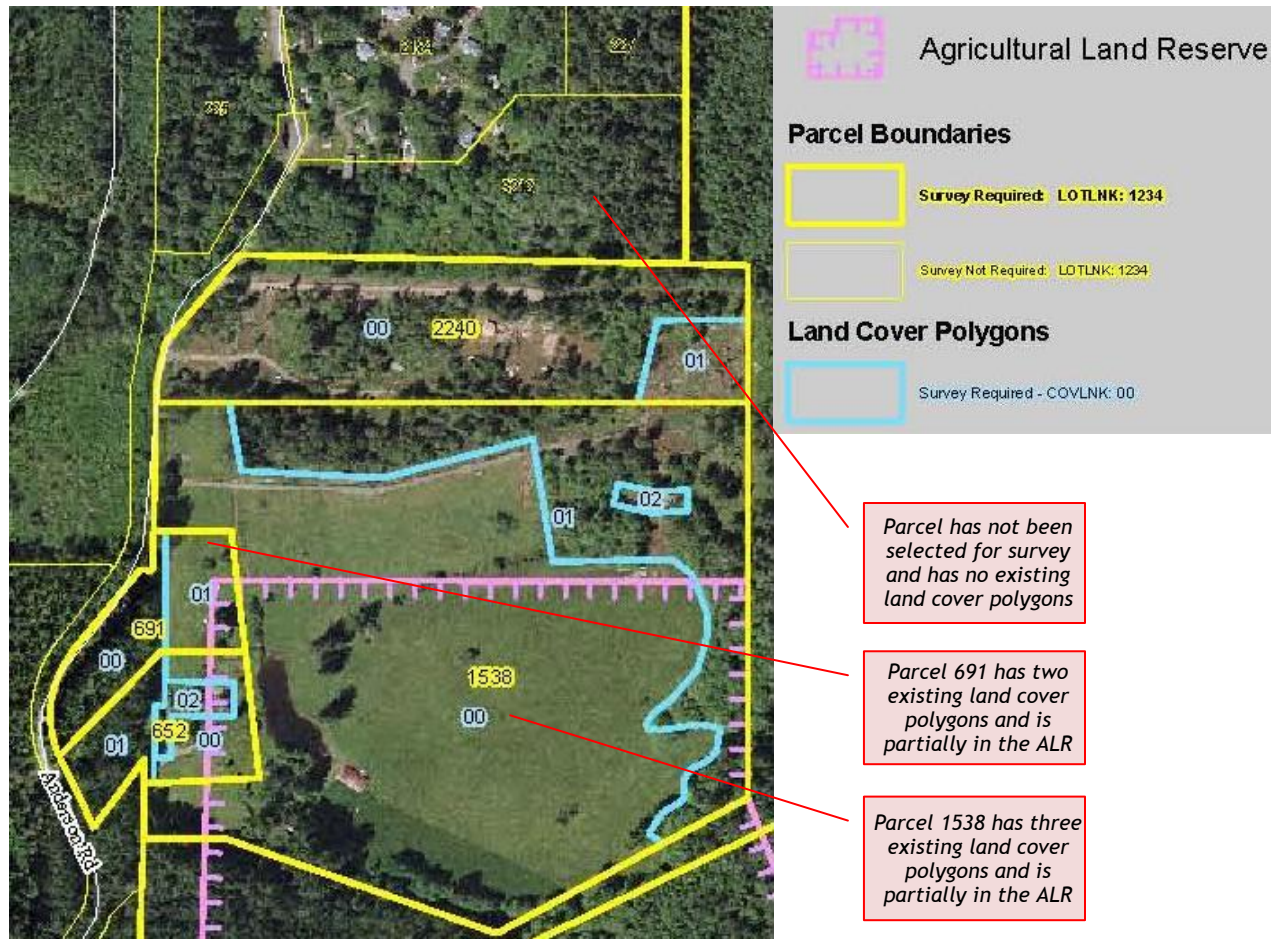 2184
227
235
00
2240
01
01
02
01
691
00
1538
02
00
652
01
00
Anderson Rd
Agricultural Land Reserve
Parcel Boundaries
Survey Required: LOTLNK: 1234
Survey Not Required: LOTLNK: 1234
Land Cover Polygons
Survey Required - COVLNK: 00
Parcel has not been
selected for survey
and has no existing
land cover polygons
Parcel 691 has two
existing land cover
polygons and is
partially in the ALR
Parcel 1538 has three
existing land cover
polygons and is
partially in the ALR